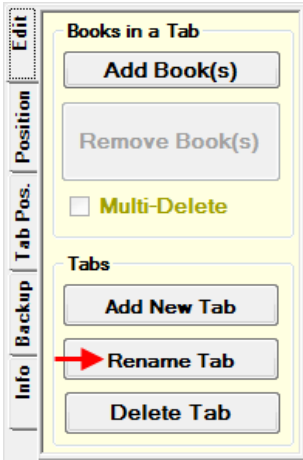 Edit
Position
Tab Pos.
Backup
Info
Books in a Tab
Add Book(s)
Remove Book(s)
Multi-Delete
Tabs
Add New Tab
Rename Tab
Delete Tab